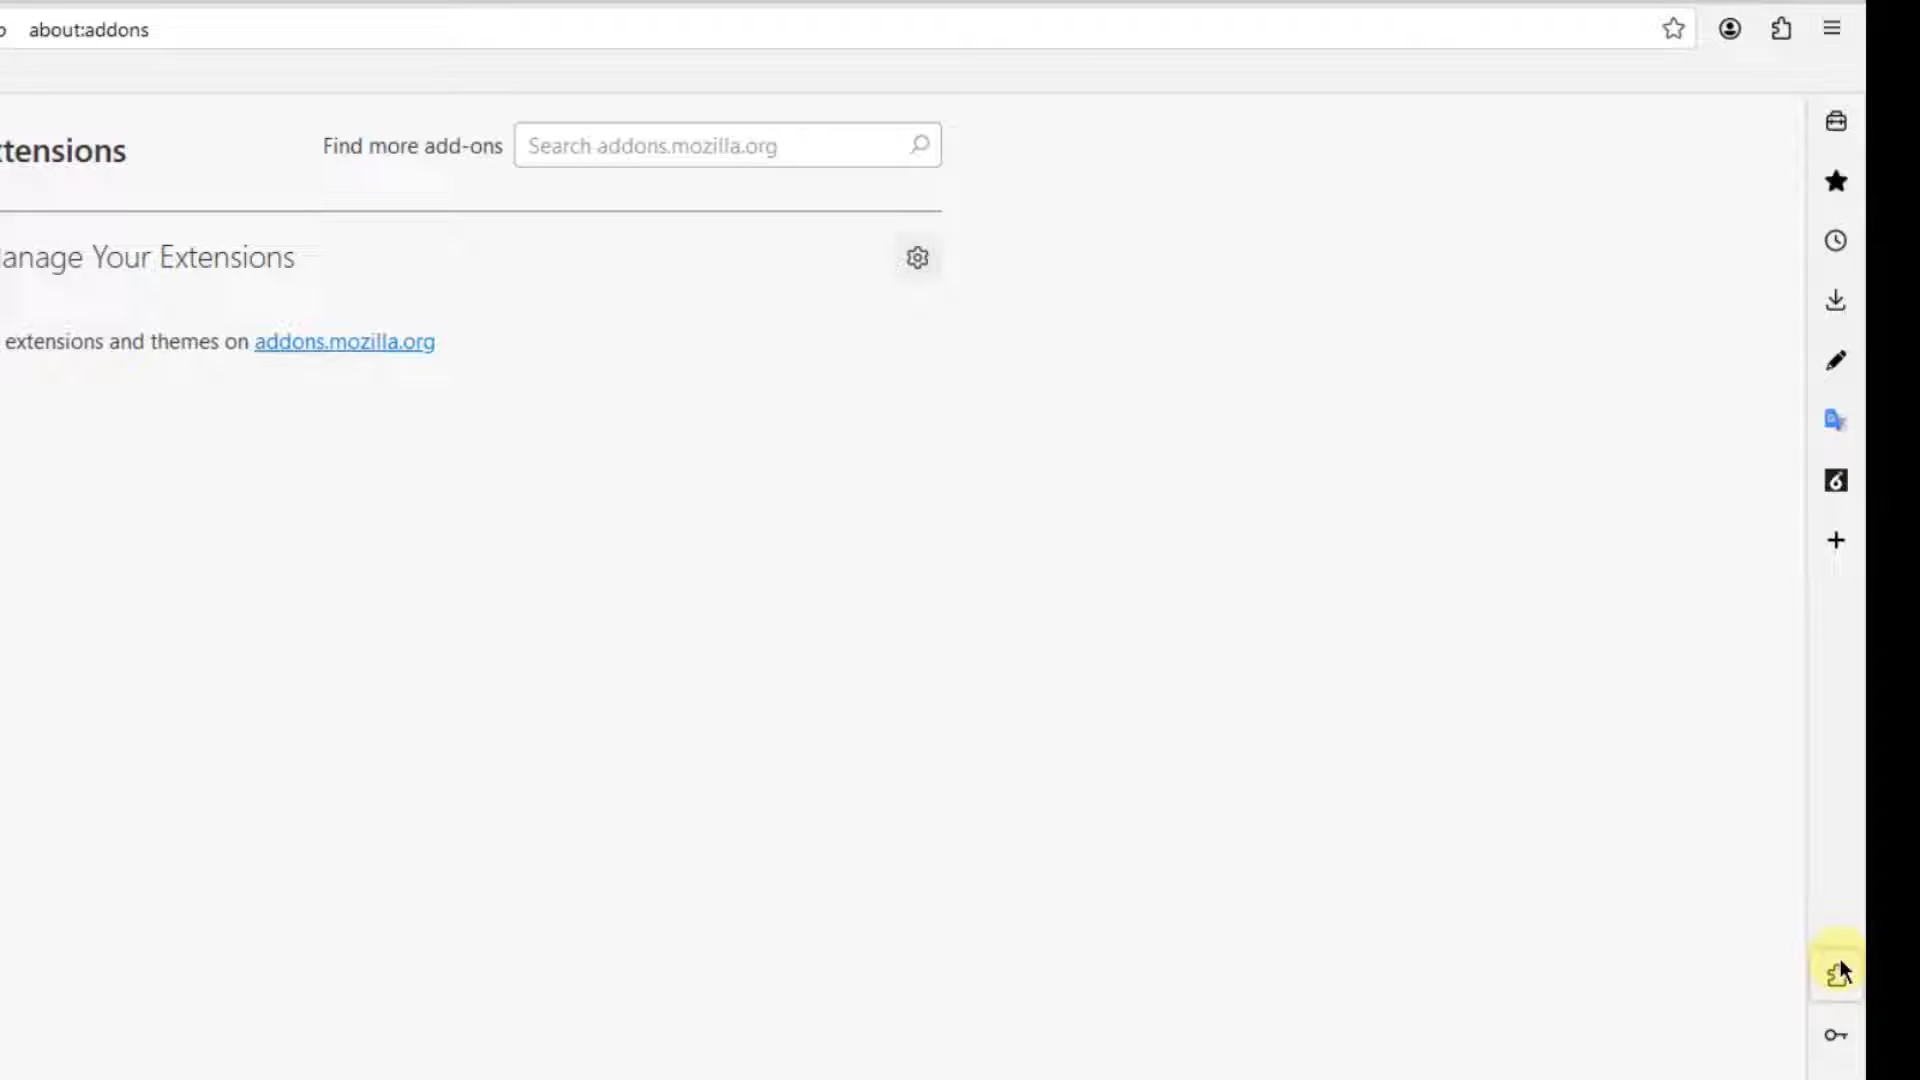 about:addons
xtensions
Find more add-ons
Search addons.mozilla.org
anage Your Extensions
extensions and themes on addons.mozilla.org